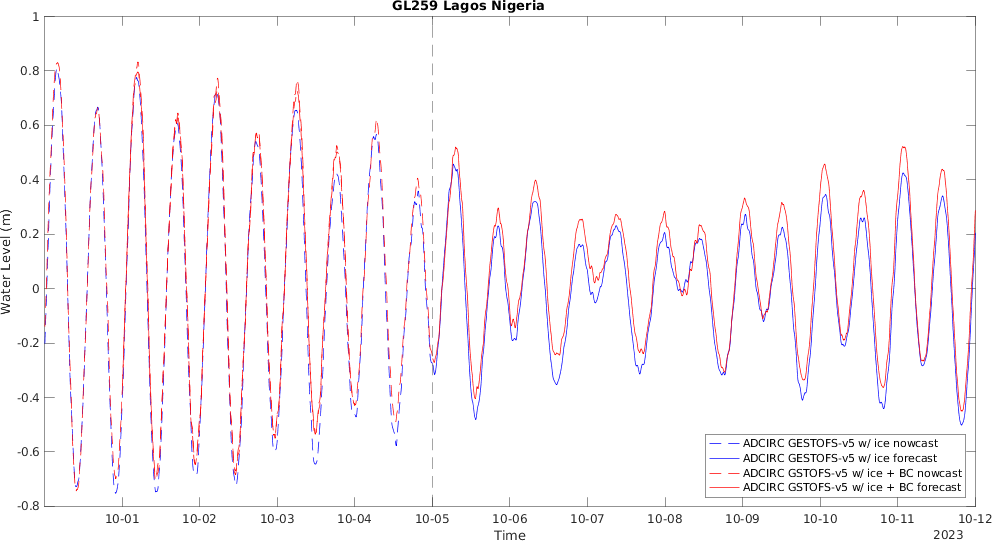 GL259 Lagos Nigeria
Water Level (m)
1
0.8
0.6
0.4
0.2
0
-0.2
-0.4
-0.6
-0.8
10-01 10-02 10-03 10-04 10-05 10-06 10-07 10-08 10-09 10-10 10-11 10-12
Time
2023
ADCIRC GESTOFS-v5 w/ ice nowcast
ADCIRC GESTOFS-v5 w/ ice forecast
ADCIRC GSTOFS-v5 w/ ice + BC nowcast
ADCIRC GSTOFS-v5 w/ ice + BC forecast